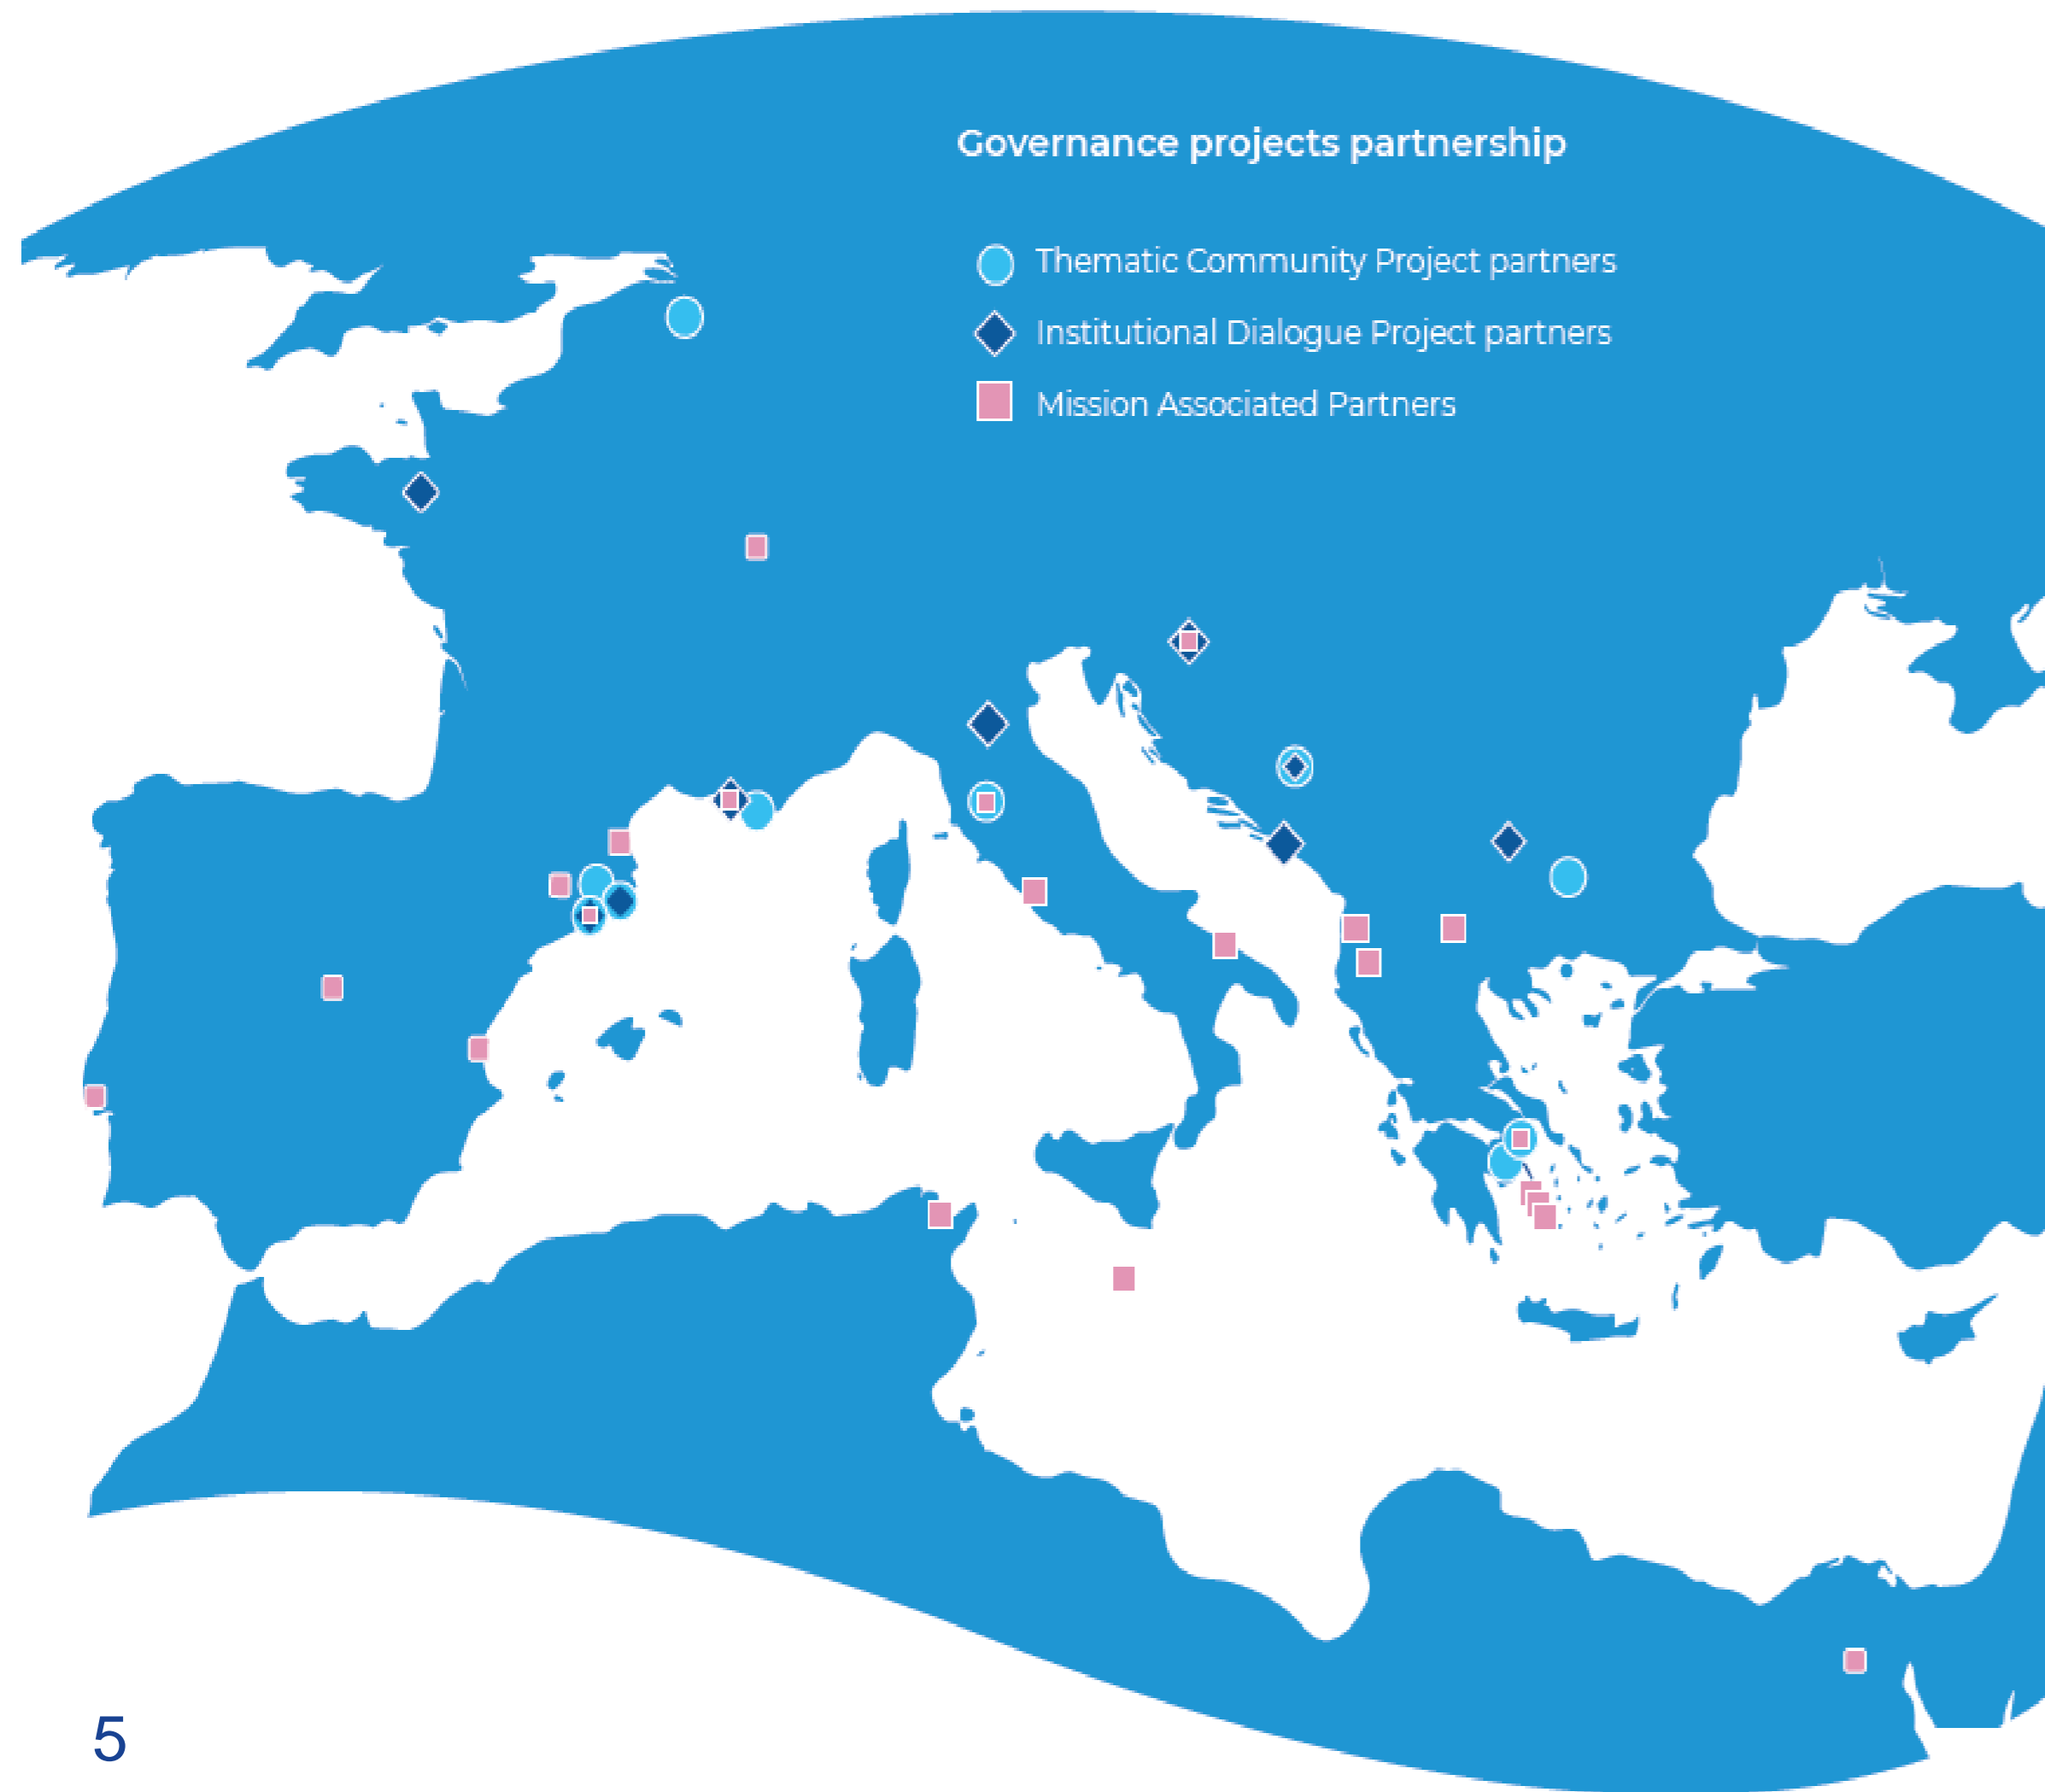 Governance projects partnership
Thematic Community Project partners
Institutional Dialogue Project partners
Mission Associated Partners
5